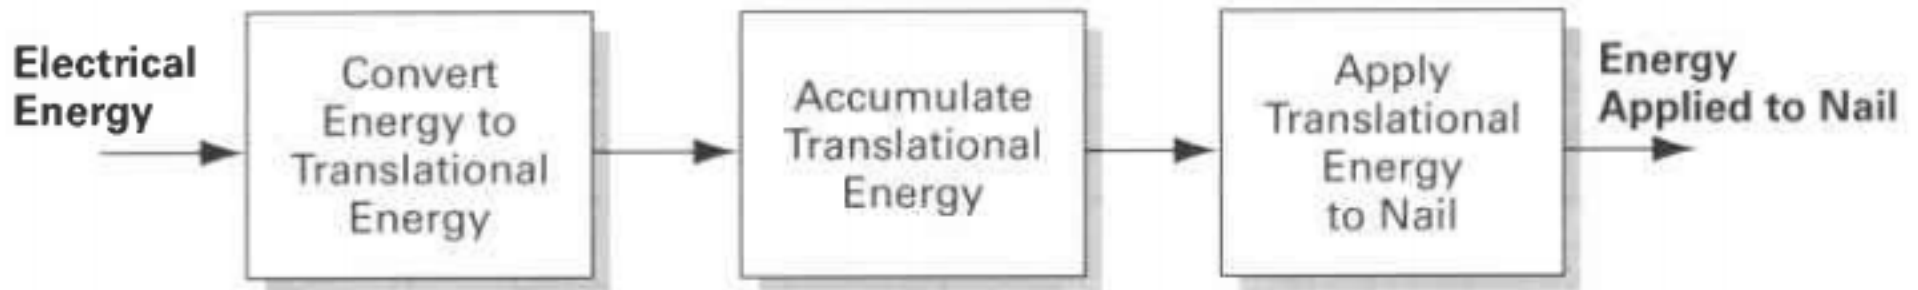 Electrical
Energy
Convert
Energy to
Translational
Energy
Accumulate
Translational
Energy
Apply
Translational
Energy
to Nail
Energy
Applied to Nail